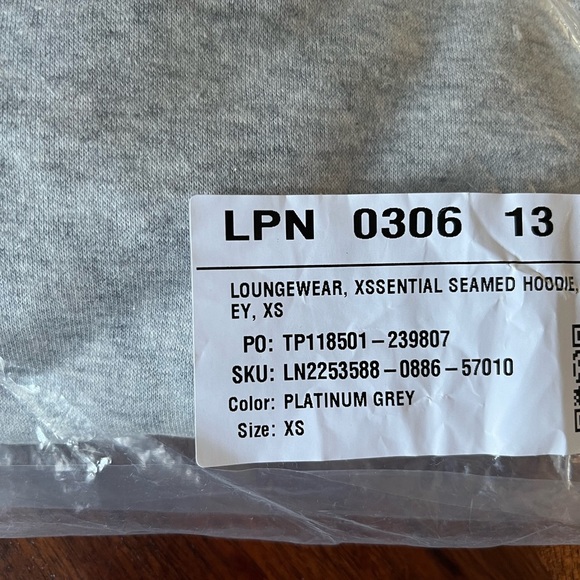 LPN 0306 13
LOUNGEWEAR, XSSENTIAL SEAMED HOODIE,
EY, XS
PO: TP118501-239807
SKU: LN2253588-0886-57010
Color: PLATINUM GREY
Size: XS